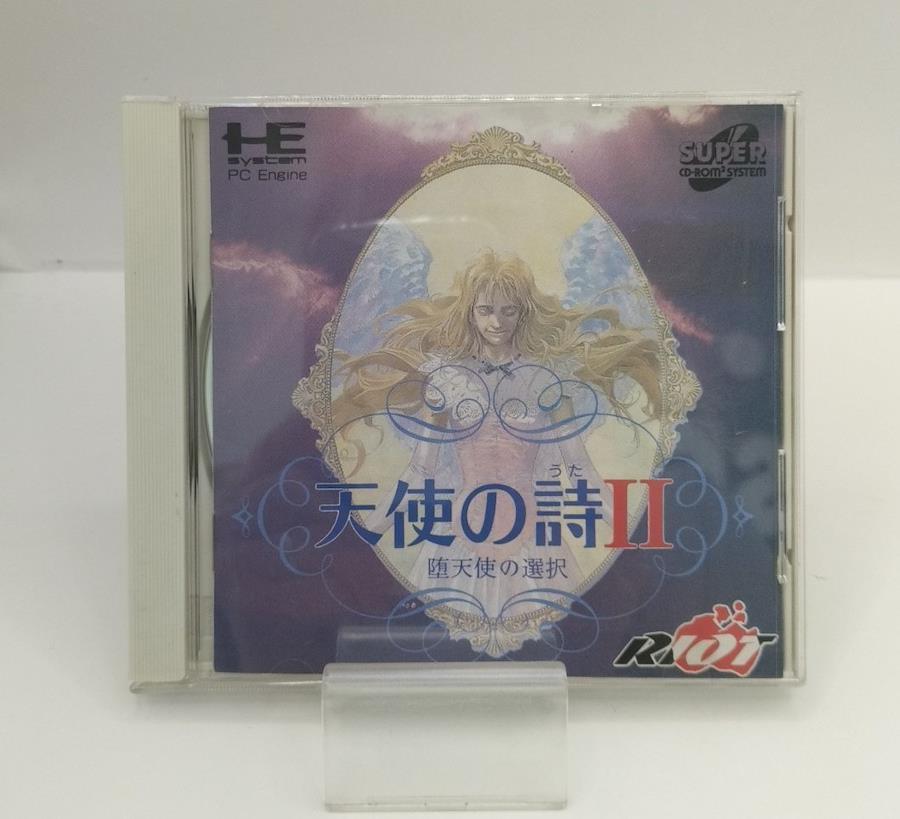 HE
system
PC Engine
SUPER
CD-ROM² SYSTEM
うた
天使の詩II
堕天使の選択
RIOT